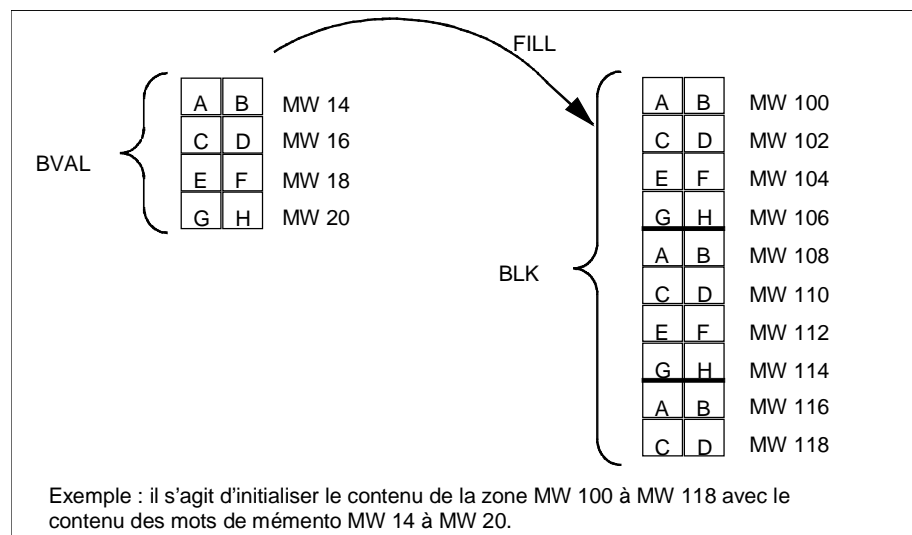 FILL
BVAL
A B MW 14
C D MW 16
E F MW 18
G H MW 20
BLK
A B MW 100
C D MW 102
E F MW 104
G H MW 106
A B MW 108
C D MW 110
E F MW 112
G H MW 114
A B MW 116
C D MW 118
Exemple : il s’agit d’initialiser le contenu de la zone MW 100 à MW 118 avec le
contenu des mots de mémento MW 14 à MW 20.